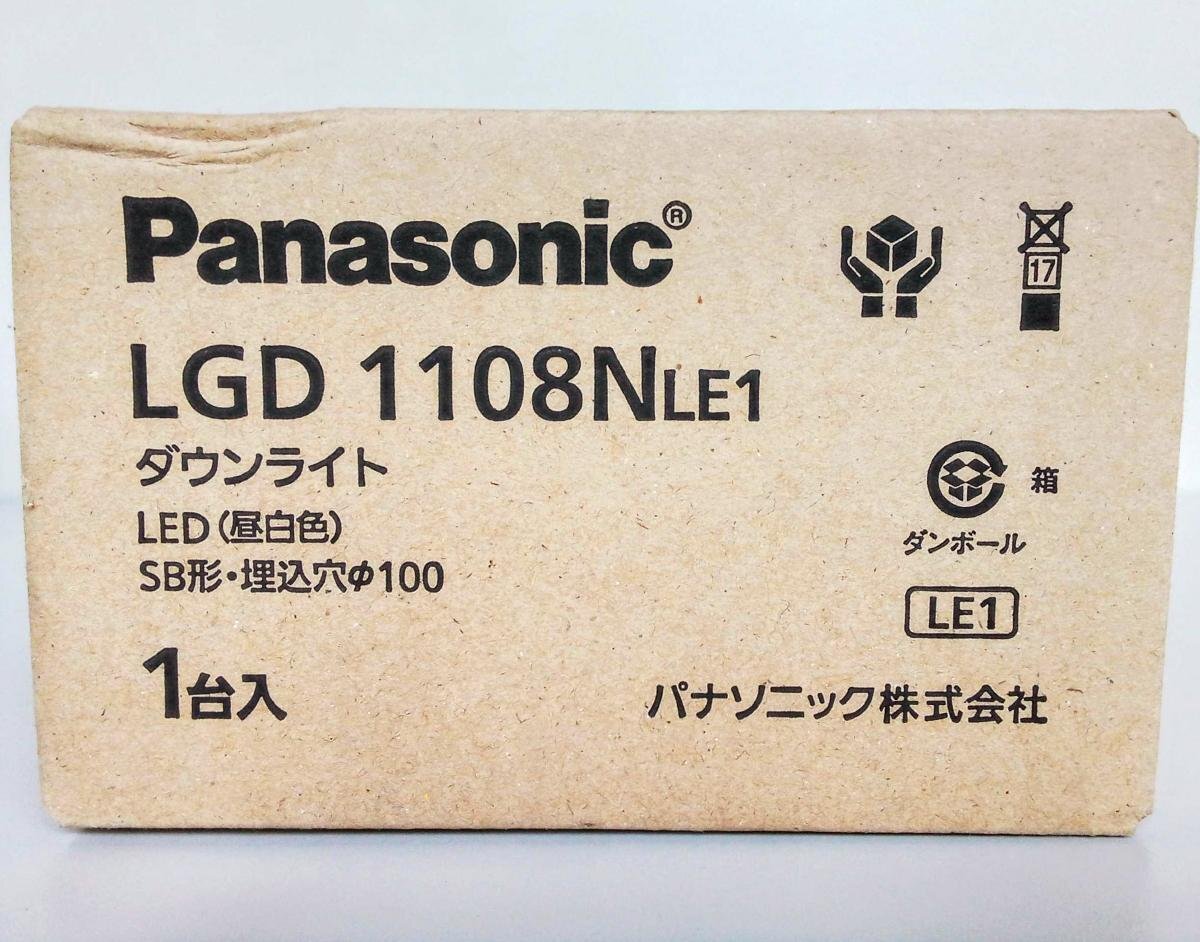 Panasonic®
17
LGD 1108NLE1
ダウンライト
LED(昼白色)
SB形・埋込穴φ100
箱
ダンボール
LE1
1台入
パナソニック株式会社